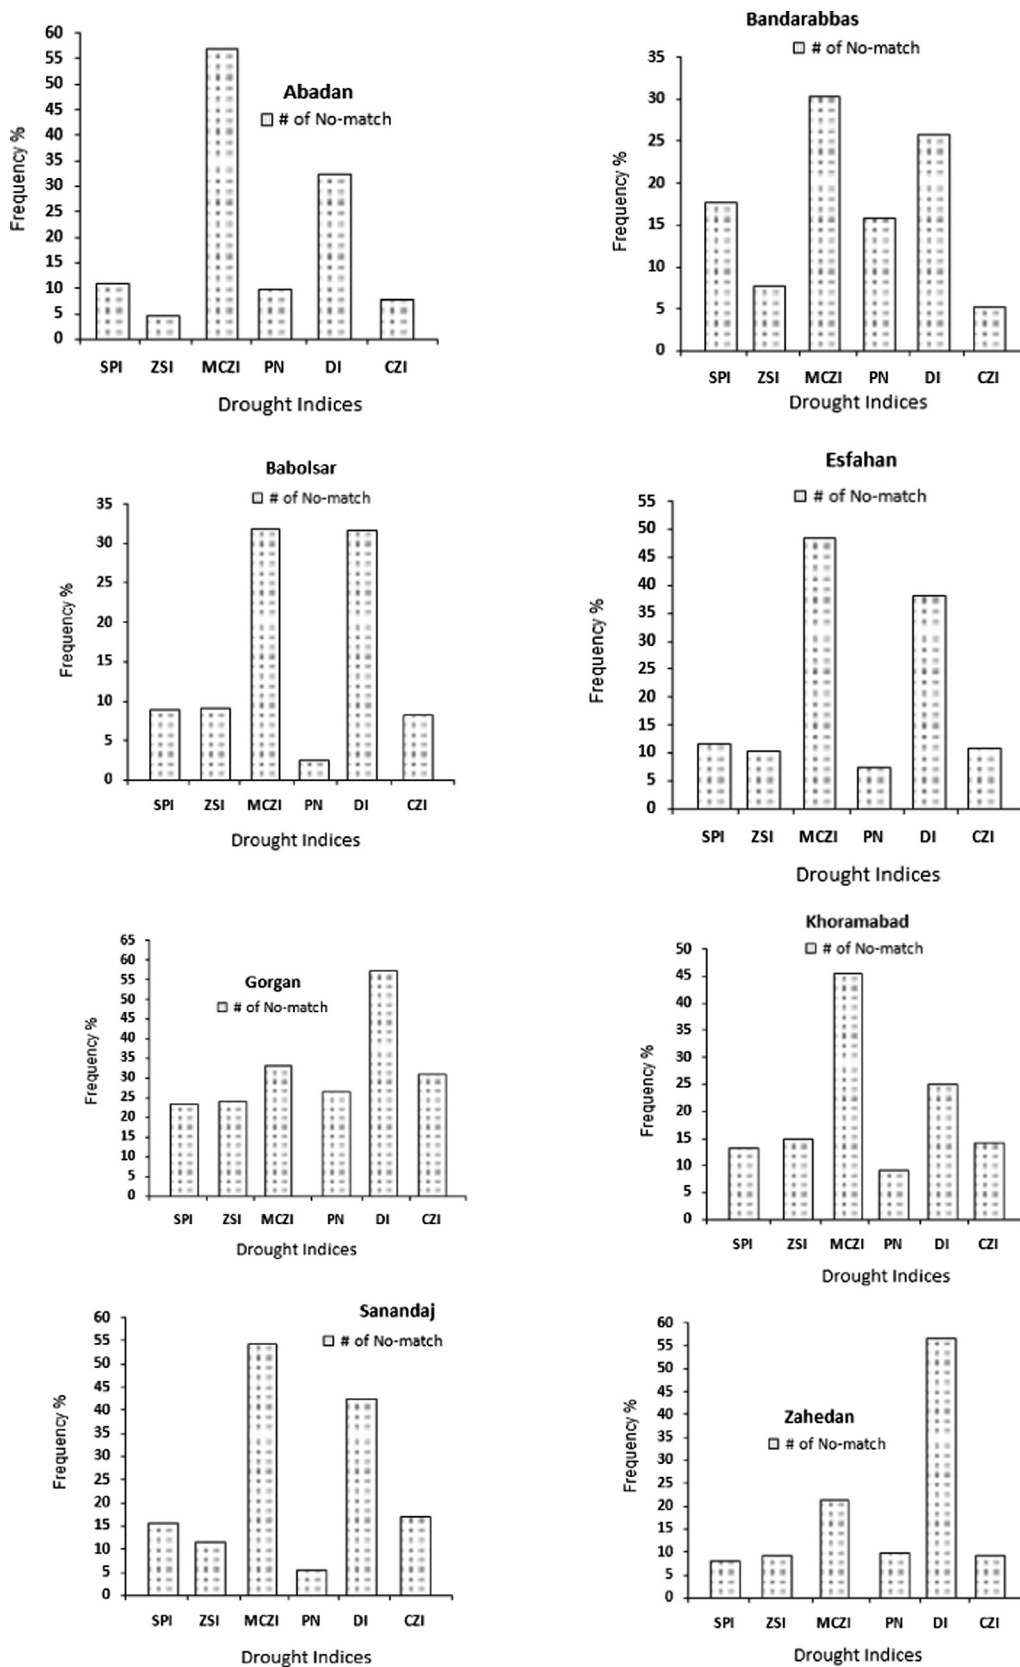 Abadan
# of No-match
Frequency %
60
55
50
45
40
35
30
25
20
15
10
5
0
SPI ZSI MCZI PN DI CZI
Drought Indices
Bandarabbas
# of No-match
Frequency %
35
30
25
20
15
10
5
0
SPI ZSI MCZI PN DI CZI
Drought Indices
Babolsar
# of No-match
Frequency %
35
30
25
20
15
10
5
0
SPI ZSI MCZI PN DI CZI
Drought Indices
Esfahan
# of No-match
Frequency %
55
50
45
40
35
30
25
20
15
10
5
0
SPI ZSI MCZI PN DI CZI
Drought Indices
Gorgan
# of No-match
Frequency %
65
60
55
50
45
40
35
30
25
20
15
10
5
0
SPI ZSI MCZI PN DI CZI
Drought Indices
Khoramabad
# of No-match
Frequency %
50
45
40
35
30
25
20
15
10
5
0
SPI ZSI MCZI PN DI CZI
Drought Indices
Sanandaj
# of No-match
Frequency %
60
55
50
45
40
35
30
25
20
15
10
5
0
SPI ZSI MCZI PN DI CZI
Drought Indices
Zahedan
# of No-match
Frequency %
60
55
50
45
40
35
30
25
20
15
10
5
0
SPI ZSI MCZI PN DI CZI
Drought Indices